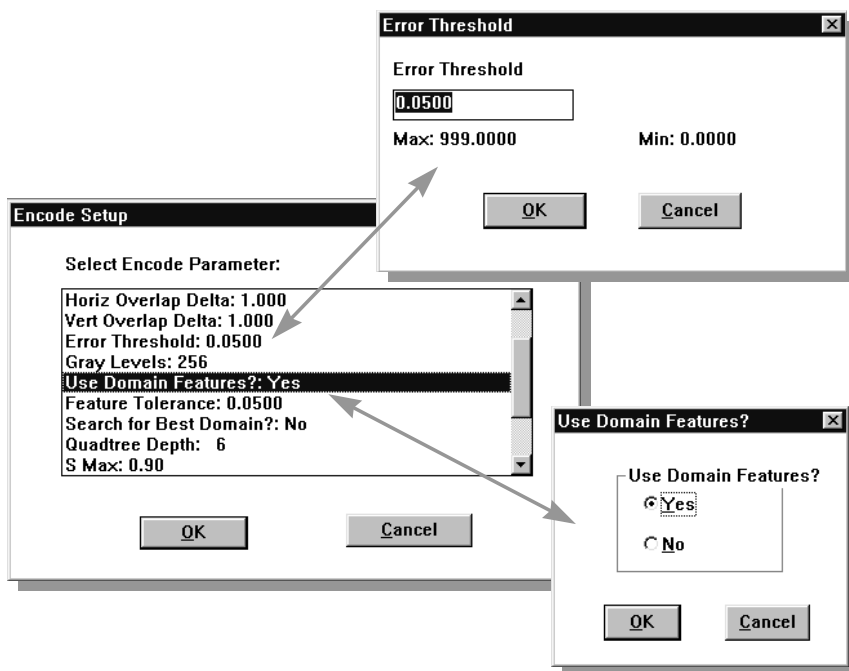 Error Threshold
Error Threshold
0.0500
Max: 999.0000 Min: 0.0000
OK Cancel
Encode Setup
Select Encode Parameter:
Horiz Overlap Delta: 1.000
Vert Overlap Delta: 1.000
Error Threshold: 0.0500
Gray Levels: 256
Use Domain Features?: Yes
Feature Tolerance: 0.0500
Search for Best Domain?: No
Quadtree Depth: 6
S Max: 0.90
OK Cancel
Use Domain Features?
Use Domain Features?
Yes
No
OK Cancel